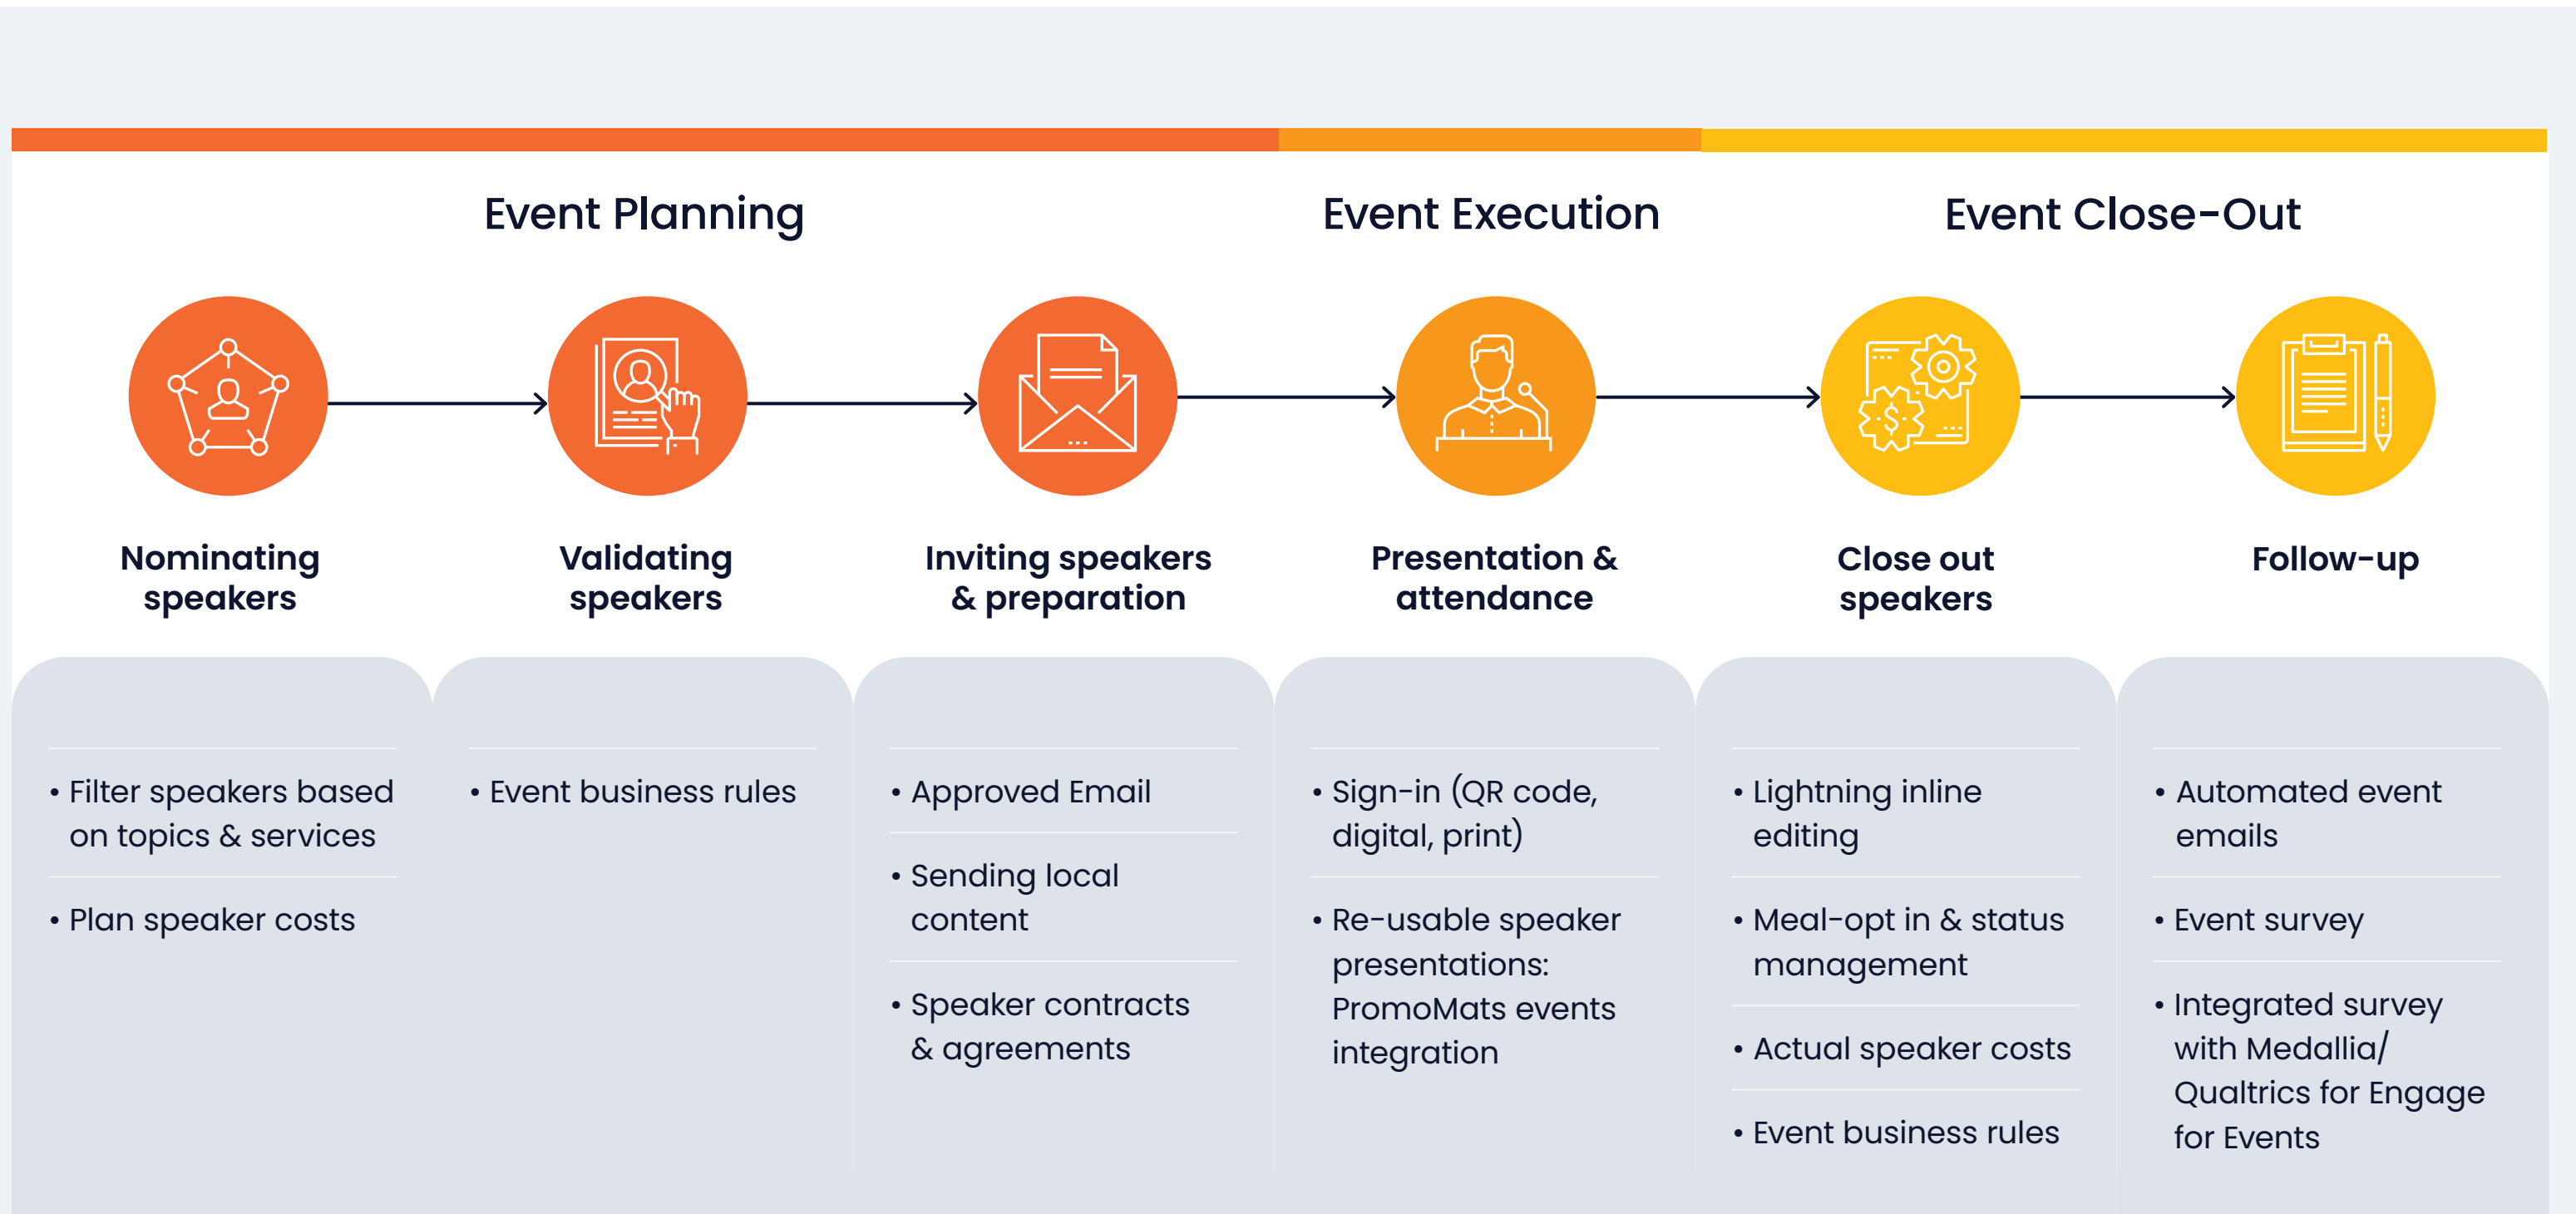 Event Planning
Event Execution
Event Close-Out
Nominating
speakers
Validating
speakers
Inviting speakers
& preparation
Presentation &
attendance
Close out
speakers
Follow-up
• Filter speakers based
on topics & services
• Plan speaker costs
• Event business rules
• Approved Email
• Sending local
content
• Speaker contracts
& agreements
• Sign-in (QR code,
digital, print)
• Re-usable speaker
presentations:
PromoMats events
integration
• Lightning inline
editing
• Meal-opt in & status
management
• Actual speaker costs
• Event business rules
• Automated event
emails
• Event survey
• Integrated survey
with Medallia/
Qualtrics for Engage
for Events